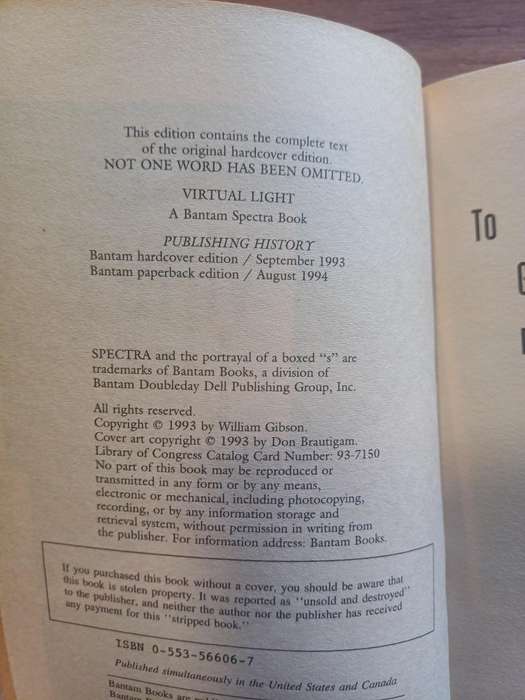 This edition contains the complete text
of the original hardcover edition.
NOT ONE WORD HAS BEEN OMITTED.
VIRTUAL LIGHT
A Bantam Spectra Book
PUBLISHING HISTORY
Bantam hardcover edition / September 1993
Bantam paperback edition / August 1994
SPECTRA and the portrayal of a boxed "s" are
trademarks of Bantam Books, a division of
Bantam Doubleday Dell Publishing Group, Inc.
All rights reserved.
Copyright © 1993 by William Gibson.
Cover art copyright © 1993 by Don Brautigam.
Library of Congress Catalog Card Number: 93-7150
No part of this book may be reproduced or
transmitted in any form or by any means,
electronic or mechanical, including photocopying,
recording, or by any information storage and
retrieval system, without permission in writing from
the publisher. For information address: Bantam Books.
If you purchased this book without a cover, you should be aware that
this book is stolen property. It was reported as "unsold and destroyed"
to the publisher, and neither the author nor the publisher has received
any payment for this "stripped book."
ISBN 0-553-56606-7
Published simultaneously in the United States and Canada
Bantam Books are
Bantam
To